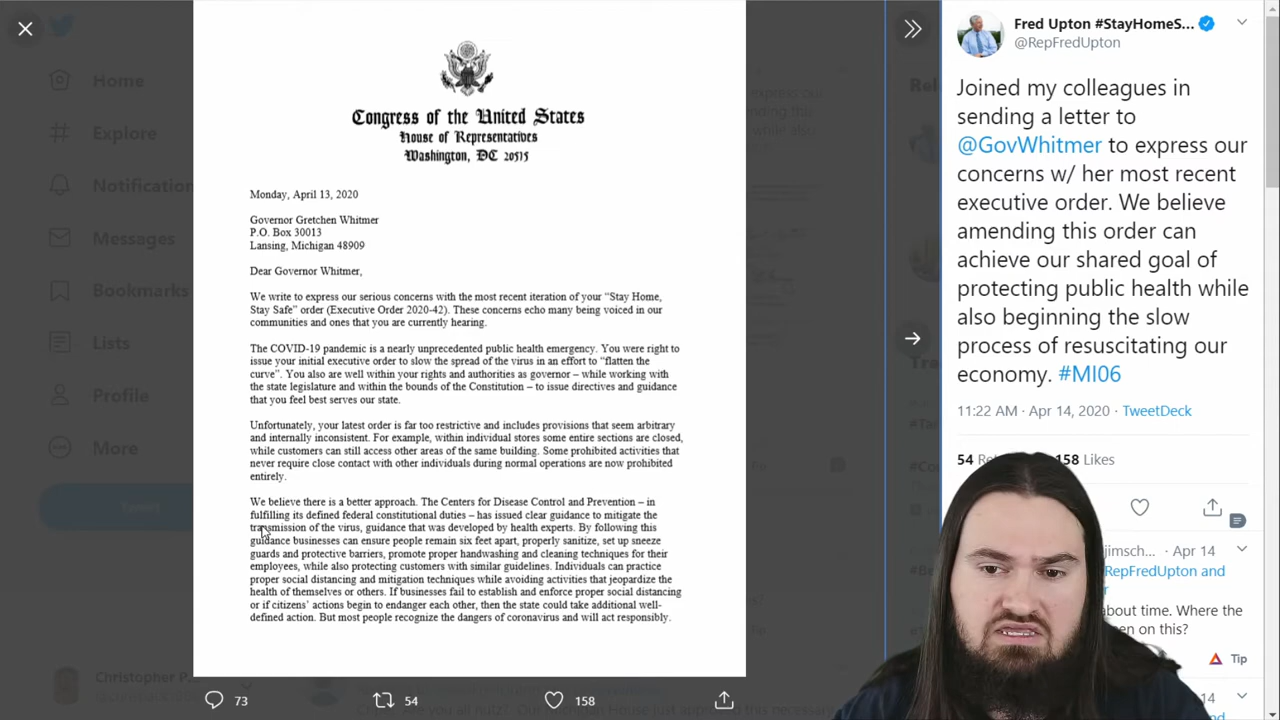 Home
Explore
Notification
Messages
Bookmarks
Lists
Profile
More
Congress of the United States
House of Representatives
Washington, DC 20515
Monday, April 13, 2020
Governor Gretchen Whitmer
P.O. Box 30013
Lansing, Michigan 48909
Dear Governor Whitmer,
We write to express our serious concerns with the most recent iteration of your “Stay Home,
Stay Safe” order (Executive Order 2020-42). These concerns echo many being voiced in our
communities and ones that you are currently hearing.
The COVID-19 pandemic is a nearly unprecedented public health emergency. You were right to
issue your initial executive order to slow the spread of the virus in an effort to “flatten the
curve”. You also are well within your rights and authorities as governor – while working with
the state legislature and within the bounds of the Constitution – to issue directives and guidance
that you feel best serves our state.
Unfortunately, your latest order is far too restrictive and includes provisions that seem arbitrary
and internally inconsistent. For example, within individual stores some entire sections are closed,
while customers can still access other areas of the same building. Some prohibited activities that
never require close contact with other individuals during normal operations are now prohibited
entirely.
We believe there is a better approach. The Centers for Disease Control and Prevention – in
fulfilling its defined federal constitutional duties – has issued clear guidance to mitigate the
transmission of the virus, guidance that was developed by health experts. By following this
guidance businesses can ensure people remain six feet apart, properly sanitize, set up sneeze
guards and protective barriers, promote proper handwashing and cleaning techniques for their
employees, while also protecting customers with similar guidelines. Individuals can practice
proper social distancing and mitigation techniques while avoiding activities that jeopardize the
health of themselves or others. If businesses fail to establish and enforce proper social distancing
or if citizens’ actions begin to endanger each other, then the state could take additional well-
defined action. But most people recognize the dangers of coronavirus and will act responsibly.
73
54
158
Christopher P...
Fred Upton #StayHomeS...
@RepFredUpton
Joined my colleagues in
sending a letter to
@GovWhitmer to express our
concerns w/ her most recent
executive order. We believe
amending this order can
achieve our shared goal of
protecting public health while
also beginning the slow
process of resuscitating our
economy. #MI06
11:22 AM · Apr 14, 2020 · TweetDeck
54 Ret
158 Likes
jimsch... · Apr 14
RepFredUpton and
about time. Where the
en on this?
Tip
14